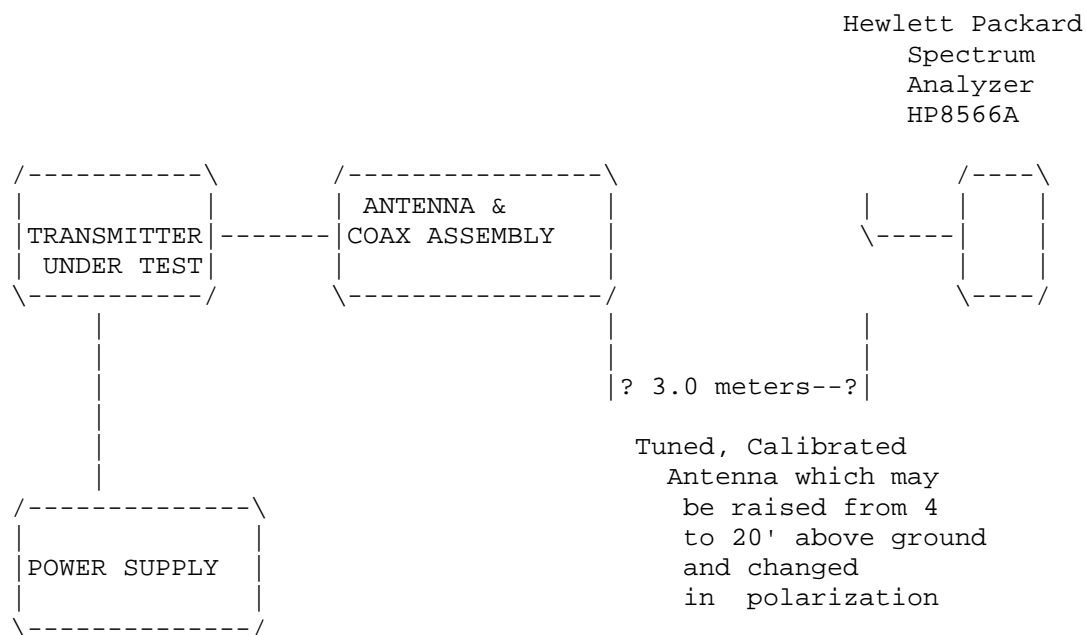 Hewlett Packard
Spectrum
Analyzer
HP8566A
TRANSMITTER
UNDER TEST
ANTENNA &
COAX ASSEMBLY
? 3.0 meters--?
Tuned, Calibrated
Antenna which may
be raised from 4
to 20' above ground
and changed
in polarization
POWER SUPPLY